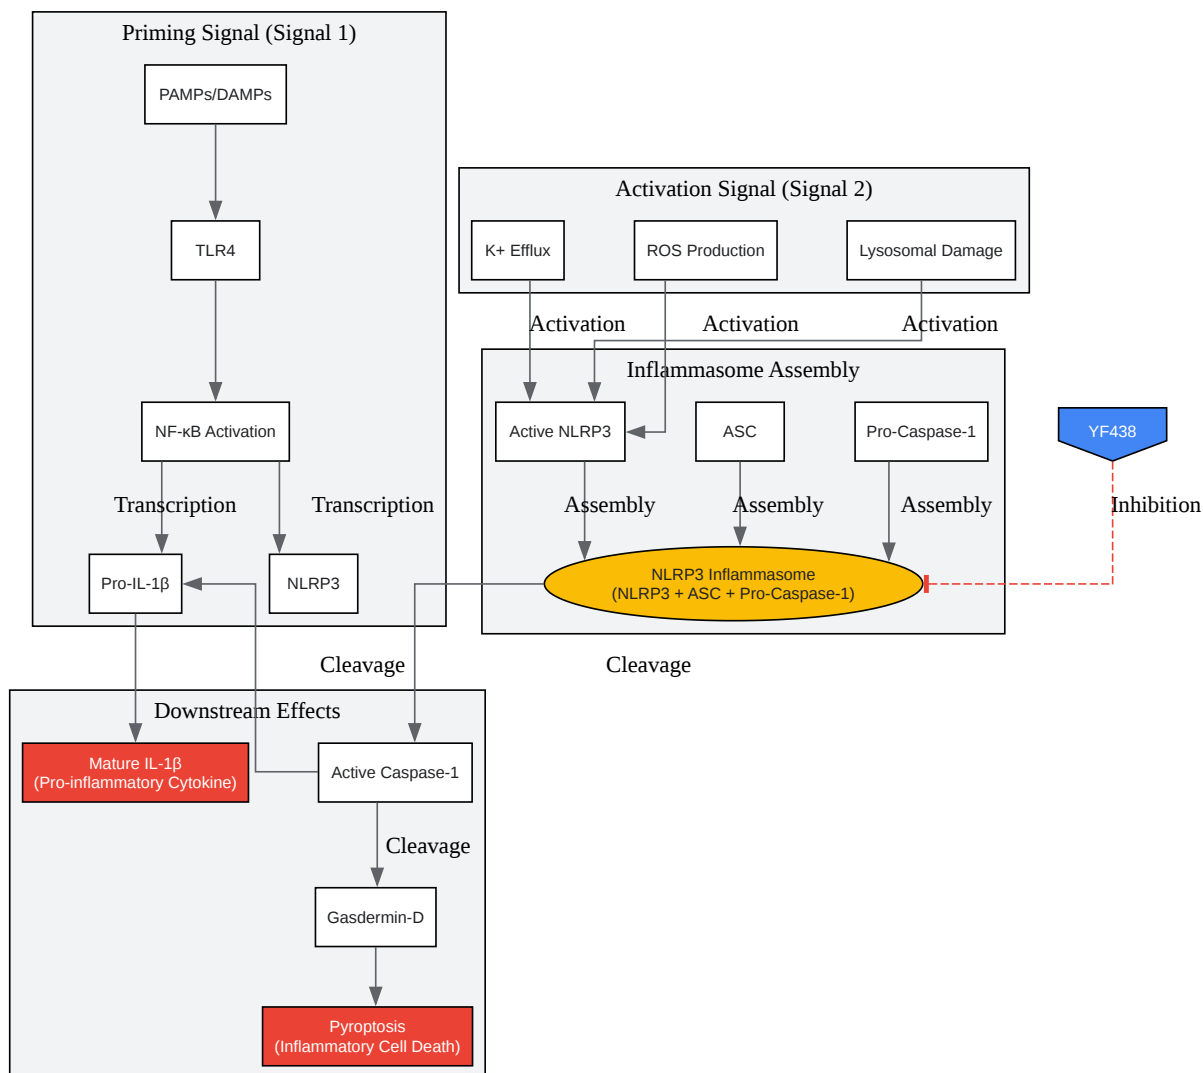 Priming Signal (Signal 1)
PAMPs/DAMPs
TLR4
NF-κB Activation
Transcription
Transcription
Pro-IL-1β
NLRP3
Activation Signal (Signal 2)
K+ Efflux
ROS Production
Lysosomal Damage
Activation
Activation
Activation
Inflammasome Assembly
Active NLRP3
ASC
Pro-Caspase-1
YF438
Assembly
Assembly
Assembly
Inhibition
NLRP3 Inflammasome
(NLRP3 + ASC + Pro-Caspase-1)
Cleavage
Cleavage
Downstream Effects
Mature IL-1β
(Pro-inflammatory Cytokine)
Active Caspase-1
Cleavage
Gasdermin-D
Pyroptosis
(Inflammatory Cell Death)